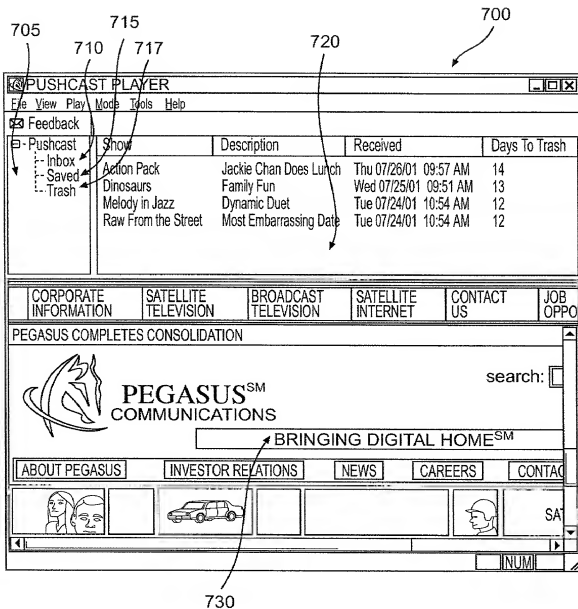 700
705
710
715
717
720
PUSHCAST PLAYER
File View Play Mode Tools Help
Feedback
Pushcast
Inbox
Saved
Trash
Show Description Received Days To Trash
Action Pack Jackie Chan Does Lunch Thu 07/26/01 09:57 AM 14
Dinosaurs Family Fun Wed 07/25/01 09:51 AM 13
Melody in Jazz Dynamic Duet Tue 07/24/01 10:54 AM 12
Raw From the Street Most Embarrassing Date Tue 07/24/01 10:54 AM 12
CORPORATE INFORMATION SATELLITE TELEVISION BROADCAST TELEVISION SATELLITE INTERNET CONTACT US JOB OPPO
PEGASUS COMPLETES CONSOLIDATION
search:
PEGASUS℠
COMMUNICATIONS
BRINGING DIGITAL HOME℠
ABOUT PEGASUS INVESTOR RELATIONS NEWS CAREERS CONTAC
SAT
NUM
730